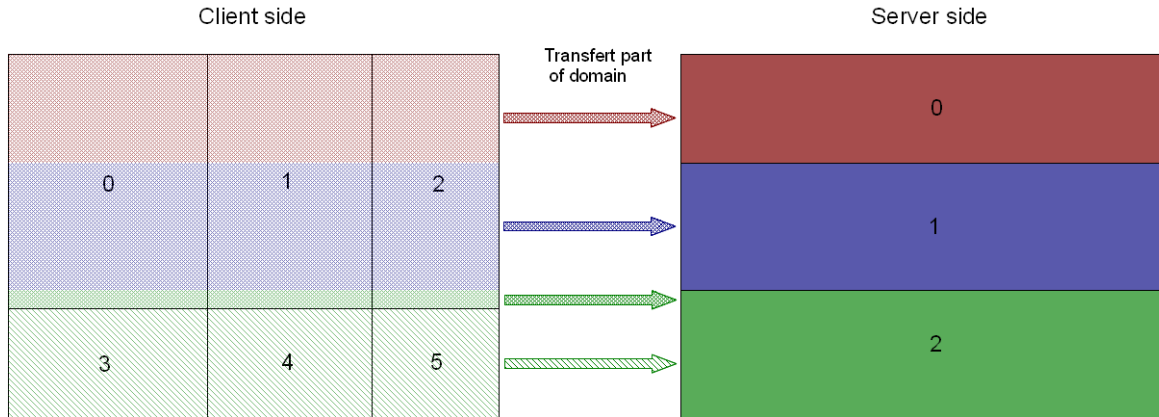 Client side
Server side
Transfert part
of domain
0
0
1
2
1
3
4
5
2